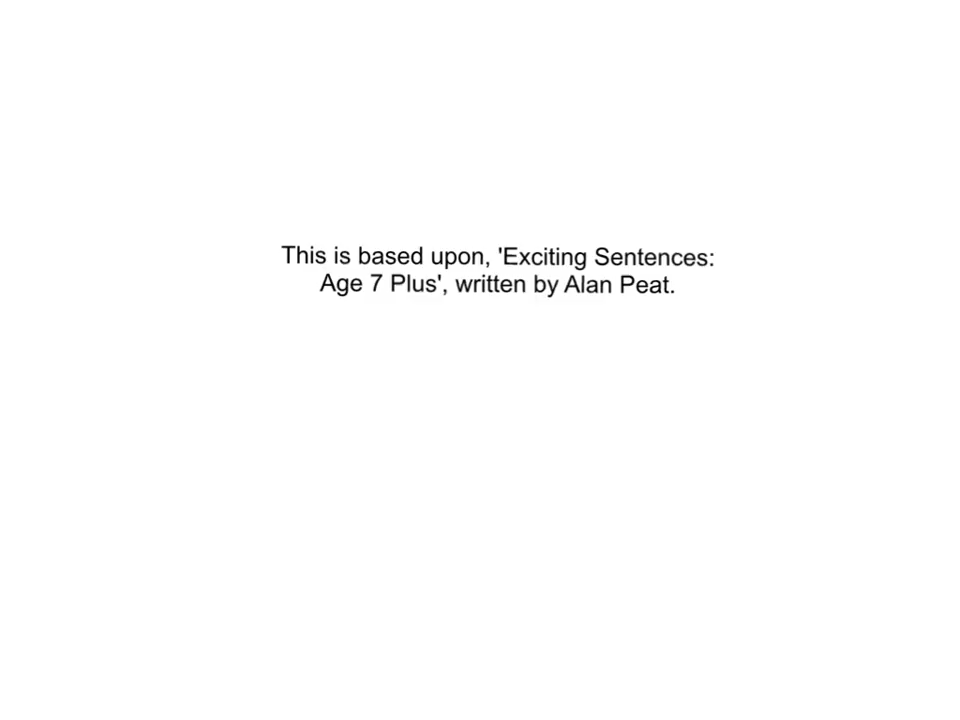 This is based upon, 'Exciting Sentences:
Age 7 Plus', written by Alan Peat.